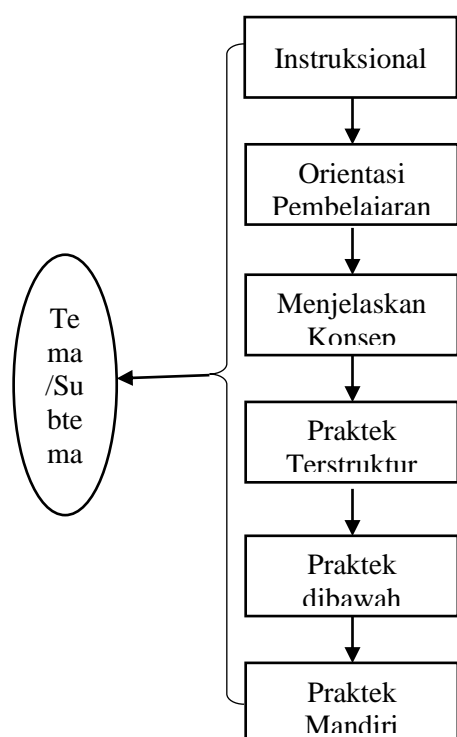 Instruksional
Orientasi
Pembelajaran
Menjelaskan
Konsep
Te
ma
/Su
bte
ma
Praktek
Terstruktur
Praktek
dibawah
Praktek
Mandiri